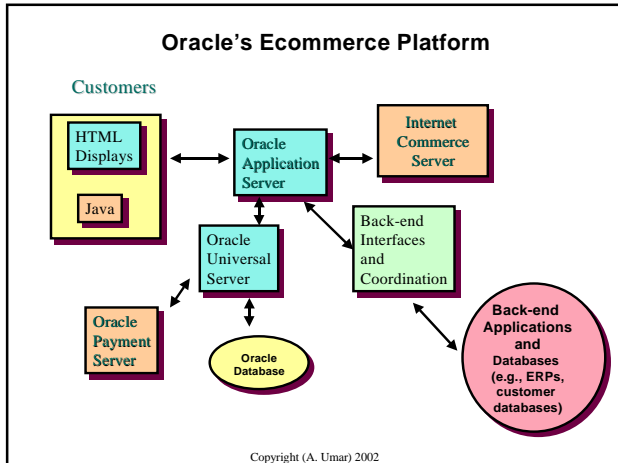 Oracle's Ecommerce Platform
Customers
HTML
Displays
Java
Oracle
Application
Server
Internet
Commerce
Server
Oracle
Universal
Server
Back-end
Interfaces
and
Coordination
Oracle
Payment
Server
Oracle
Database
Back-end
Applications
and
Databases
(e.g., ERPs,
customer
databases)
Copyright (A. Umar) 2002